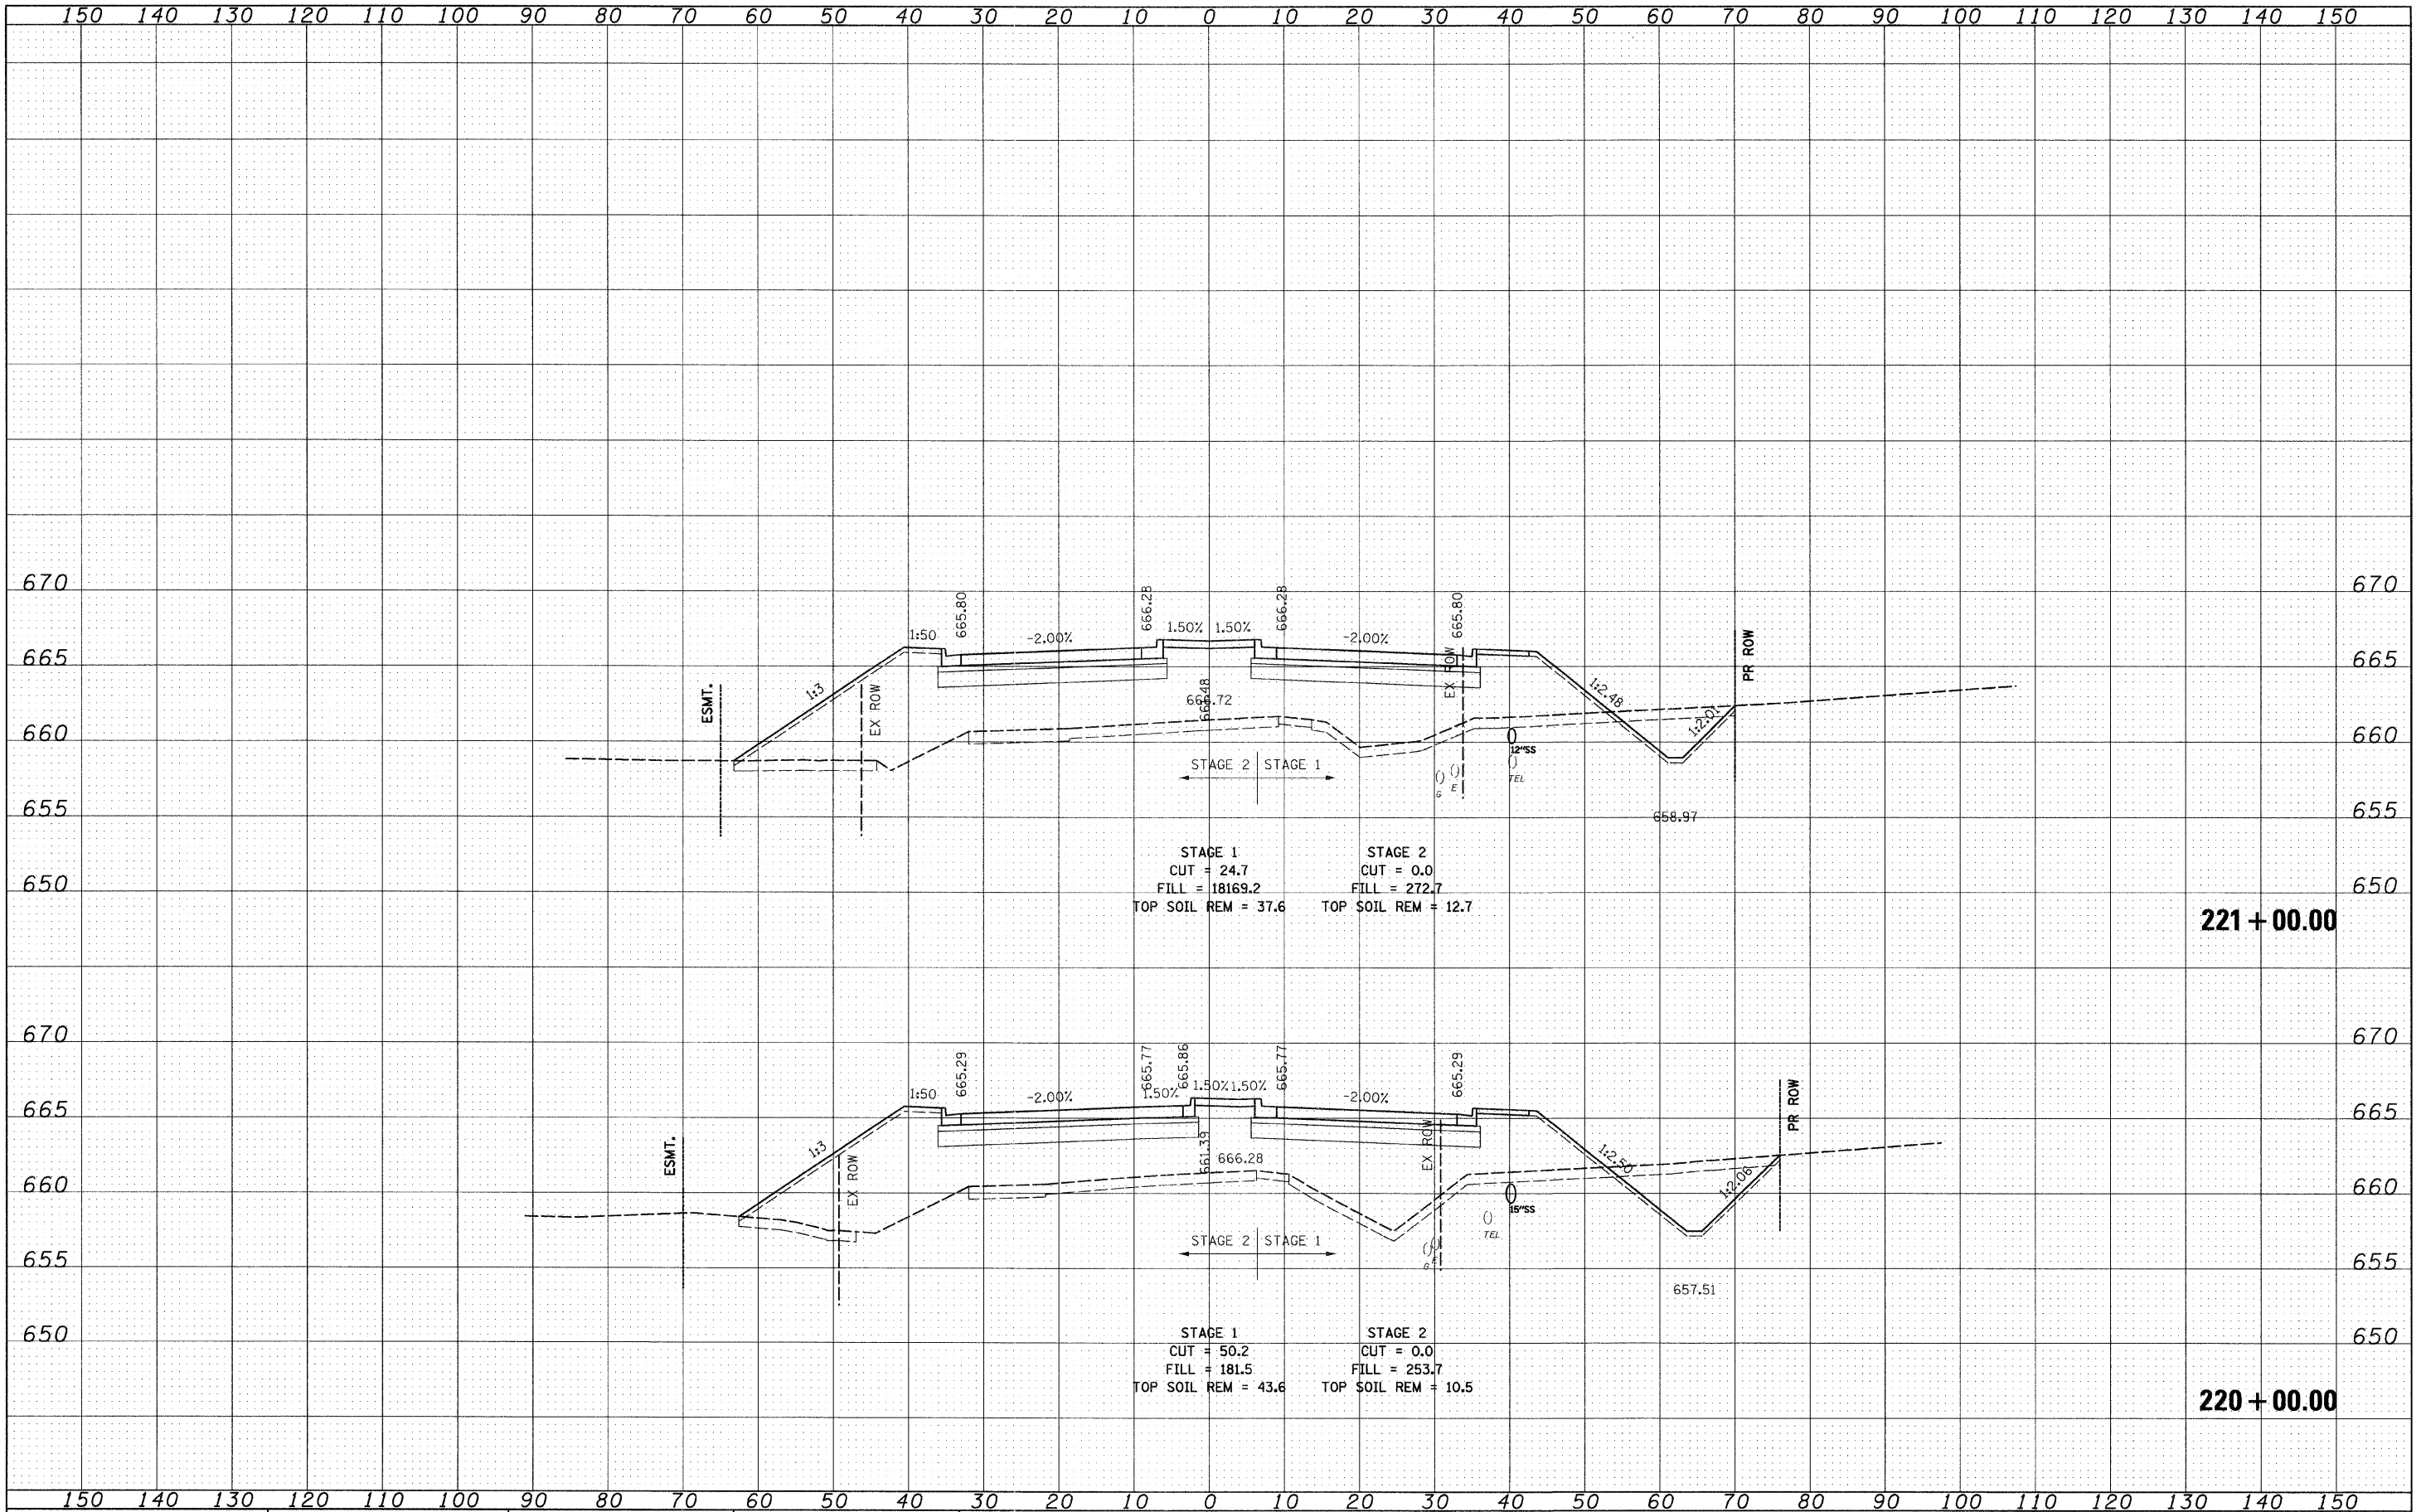 150 140 130 120 110 100 90 80 70 60 50 40 30 20 10 0 10 20 30 40 50 60 70 80 90 100 110 120 130 140 150
670 670
665.80 666.28 666.28 665.80
1:50 -2.00% 1.50% 1.50% -2.00%
PR ROW
665 665
ESMT. 1:3 EX ROW EX ROW 1:2.48 1:2.01
666.72
660 660
12"SS
STAGE 2 STAGE 1
G E TEL
655 655
658.97
STAGE 1 STAGE 2
CUT = 24.7 CUT = 0.0
650 FILL = 18169.2 FILL = 272.7 650
TOP SOIL REM = 37.6 TOP SOIL REM = 12.7
221+00.00
670 670
665.29 665.77 665.86 665.77 665.29
1:50 -2.00% 1.50% 1.50% 1.50% -2.00%
PR ROW
665 665
ESMT. 1:3 EX ROW 661.39 EX ROW 1:2.50 1:2.06
666.28
660 660
15"SS
TEL
STAGE 2 STAGE 1
G E
655 655
657.51
650 650
STAGE 1 STAGE 2
CUT = 50.2 CUT = 0.0
FILL = 181.5 FILL = 253.7
TOP SOIL REM = 43.6 TOP SOIL REM = 10.5
220+00.00
150 140 130 120 110 100 90 80 70 60 50 40 30 20 10 0 10 20 30 40 50 60 70 80 90 100 110 120 130 140 150